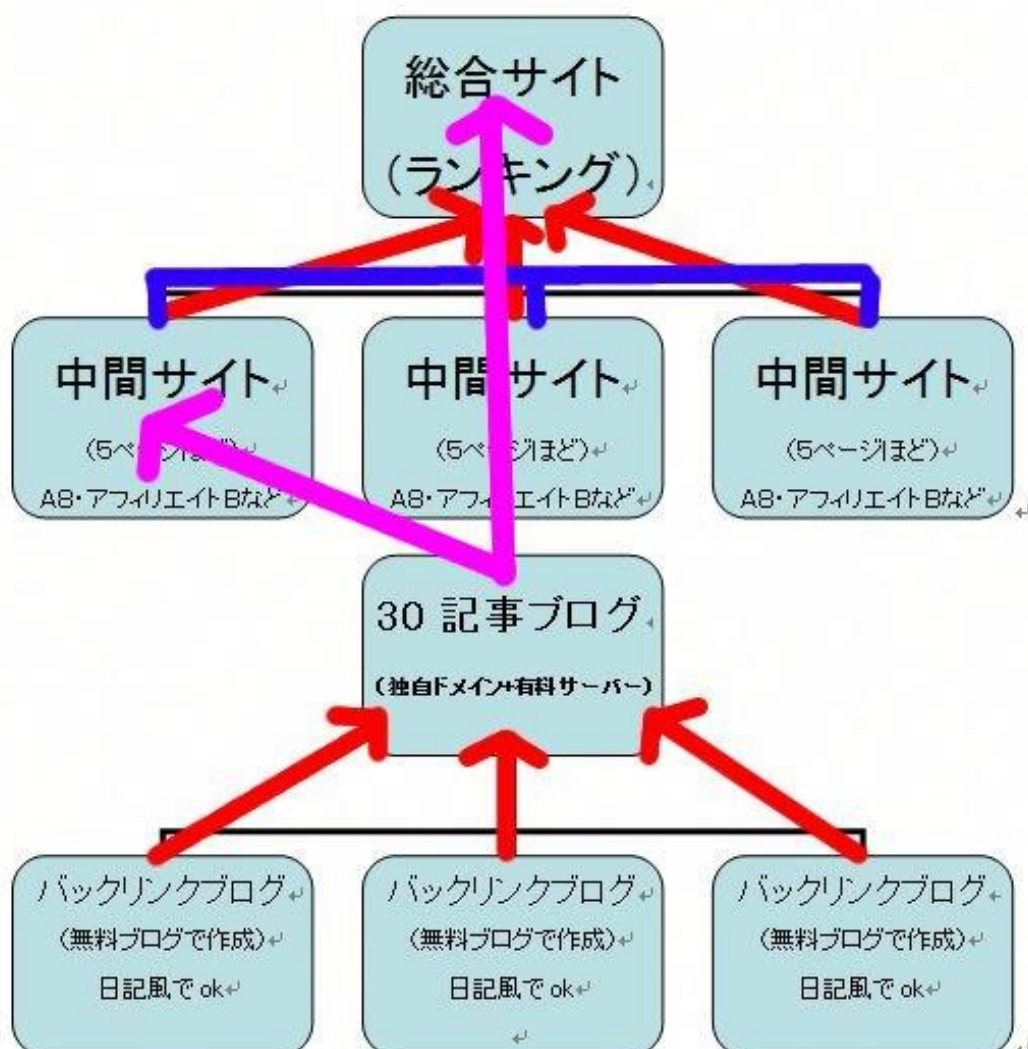 総合サイト
(ランキング)
中間サイト
(5ページほど)
A8・アフィリエイトBなど
中間サイト
(5ページほど)
A8・アフィリエイトBなど
中間サイト
(5ページほど)
A8・アフィリエイトBなど
30 記事ブログ
(独自ドメイン+有料サーバー)
バックリンクブログ
(無料ブログで作成)
日記風でok
バックリンクブログ
(無料ブログで作成)
日記風でok
バックリンクブログ
(無料ブログで作成)
日記風でok